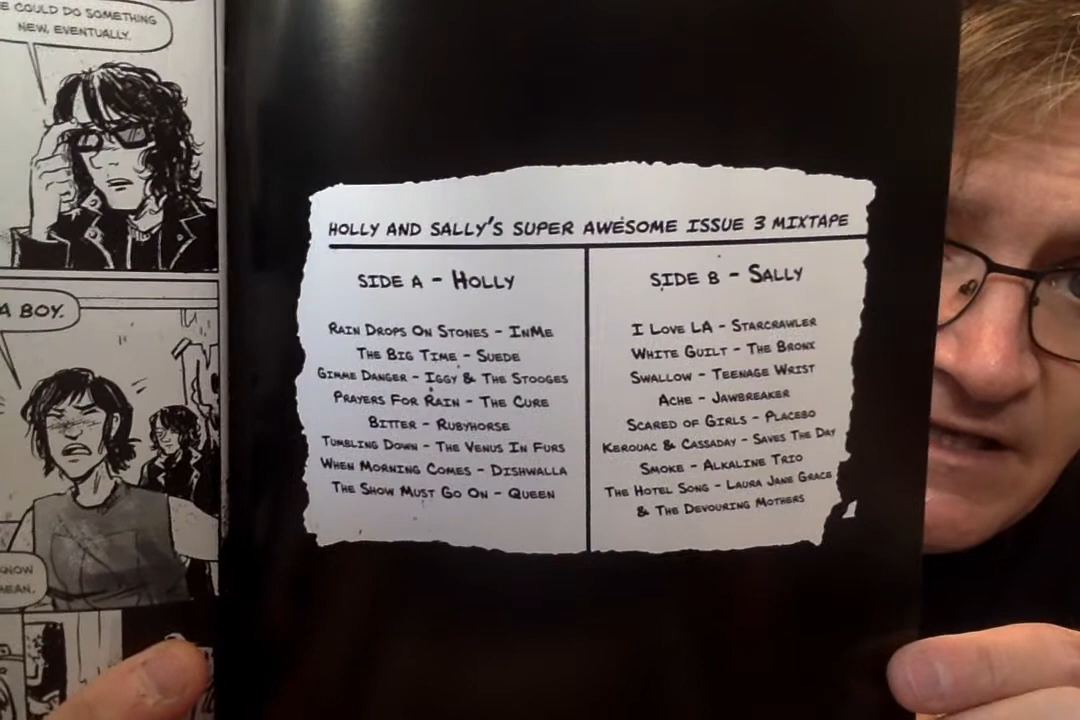 E COULD DO SOMETHING
NEW, EVENTUALLY.
A BOY.
KNOW
MEAN.
HOLLY AND SALLY'S SUPER AWESOME ISSUE 3 MIXTAPE
SIDE A - HOLLY
RAIN DROPS ON STONES - INME
THE BIG TIME - SUEDE
GIMME DANGER - IGGY & THE STOOGES
PRAYERS FOR RAIN - THE CURE
BITTER - RUBYHORSE
TUMBLING DOWN - THE VENUS IN FURS
WHEN MORNING COMES - DISHWALLA
THE SHOW MUST GO ON - QUEEN
SIDE B - SALLY
I LOVE LA - STARCRAWLER
WHITE GUILT - THE BRONX
SWALLOW - TEENAGE WRIST
ACHE - JAWBREAKER
SCARED OF GIRLS - PLACEBO
KEROUAC & CASSADAY - SAVES THE DAY
SMOKE - ALKALINE TRIO
THE HOTEL SONG - LAURA JANE GRACE
& THE DEVOURING MOTHERS